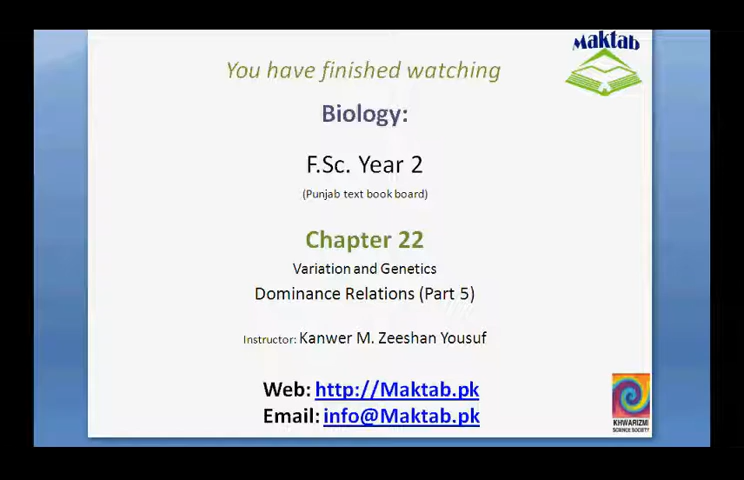 Maktab
You have finished watching
Biology:
F.Sc. Year 2
(Punjab text book board)
Chapter 22
Variation and Genetics
Dominance Relations (Part 5)
Instructor: Kanwer M. Zeeshan Yousuf
Web: http://Maktab.pk
Email: info@Maktab.pk
KHWARIZMI
SCIENCE SOCIETY